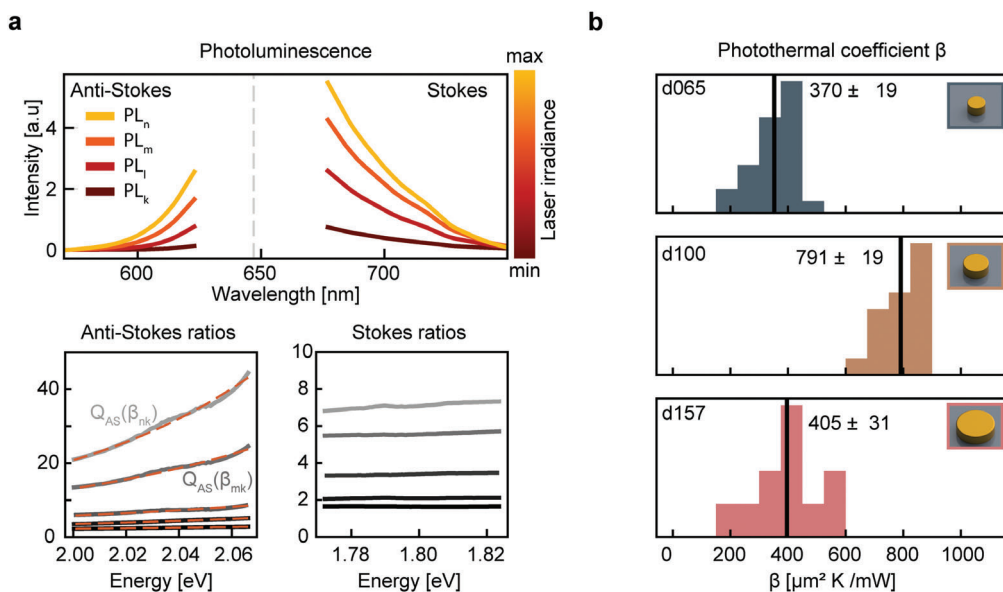 a
Photoluminescence
Anti-Stokes
Stokes
PLn
PLm
PLl
PLk
Intensity [a.u]
4
2
0
600
650
700
Wavelength [nm]
max
Laser irradiance
min
Anti-Stokes ratios
QAS(βnk)
QAS(βmk)
40
20
0
2.00
2.02
2.04
2.06
Energy [eV]
Stokes ratios
10
8
6
4
2
0
1.78
1.80
1.82
Energy [eV]
b
Photothermal coefficient β
d065
370 ± 19
d100
791 ± 19
d157
405 ± 31
0
200
400
600
800
1000
β [µm² K /mW]